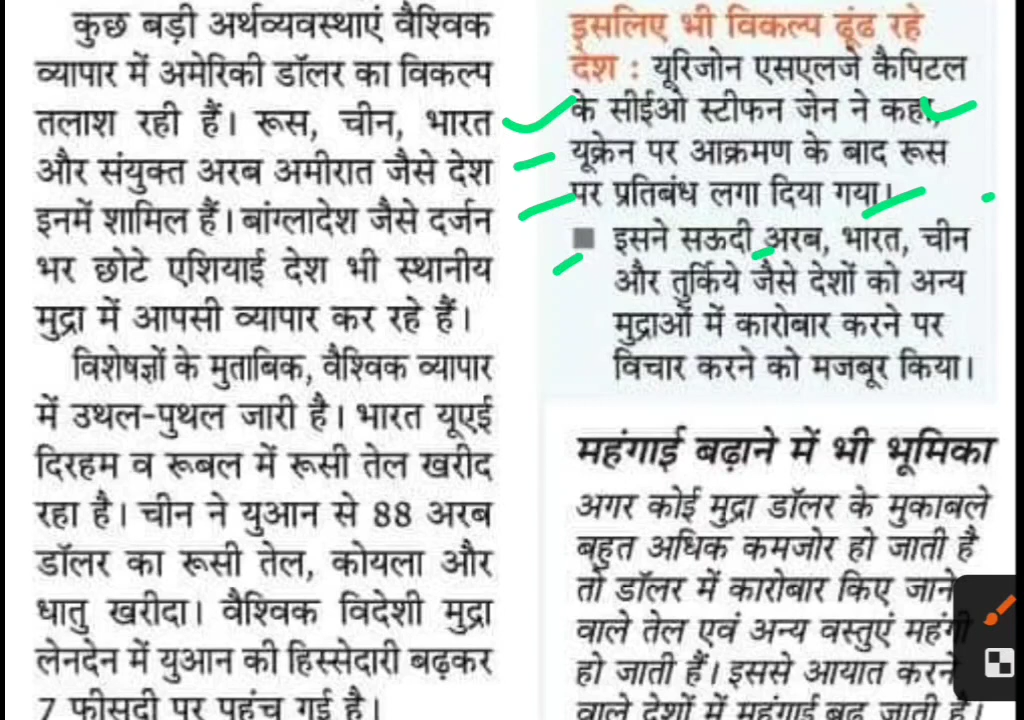 कुछ बड़ी अर्थव्यवस्थाएं वैश्विक
व्यापार में अमेरिकी डॉलर का विकल्प
तलाश रही हैं। रूस, चीन, भारत
और संयुक्त अरब अमीरात जैसे देश
इनमें शामिल हैं। बांग्लादेश जैसे दर्जन
भर छोटे एशियाई देश भी स्थानीय
मुद्रा में आपसी व्यापार कर रहे हैं।
विशेषज्ञों के मुताबिक, वैश्विक व्यापार
में उथल-पुथल जारी है। भारत यूएई
दिरहम व रूबल में रूसी तेल खरीद
रहा है। चीन ने युआन से 88 अरब
डॉलर का रूसी तेल, कोयला और
धातु खरीदा। वैश्विक विदेशी मुद्रा
लेनदेन में युआन की हिस्सेदारी बढ़कर
7 फीसदी पर पहुंच गई है।
इसलिए भी विकल्प ढूंढ रहे
देश : यूरिजोन एसएलजे कैपिटल
के सीईओ स्टीफन जेन ने कहा,
यूक्रेन पर आक्रमण के बाद रूस
पर प्रतिबंध लगा दिया गया।
इसने सऊदी अरब, भारत, चीन
और तुर्किये जैसे देशों को अन्य
मुद्राओं में कारोबार करने पर
विचार करने को मजबूर किया।
महंगाई बढ़ाने में भी भूमिका
अगर कोई मुद्रा डॉलर के मुकाबले
बहुत अधिक कमजोर हो जाती है
तो डॉलर में कारोबार किए जाने
वाले तेल एवं अन्य वस्तुएं महंगी
हो जाती हैं। इससे आयात करने
वाले देशों में महंगाई बढ़ जाती है।